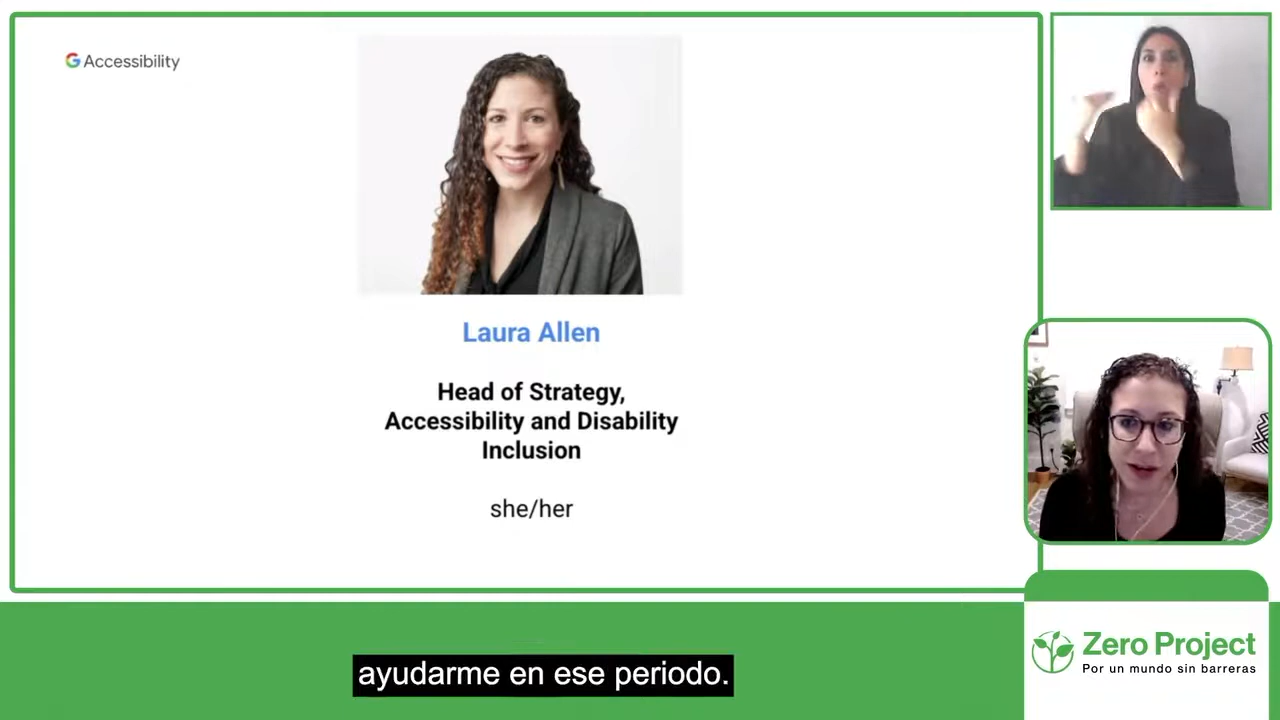 G Accessibility
Laura Allen
Head of Strategy,
Accessibility and Disability
Inclusion
she/her
Zero Project
Por un mundo sin barreras
ayudarme en ese periodo.